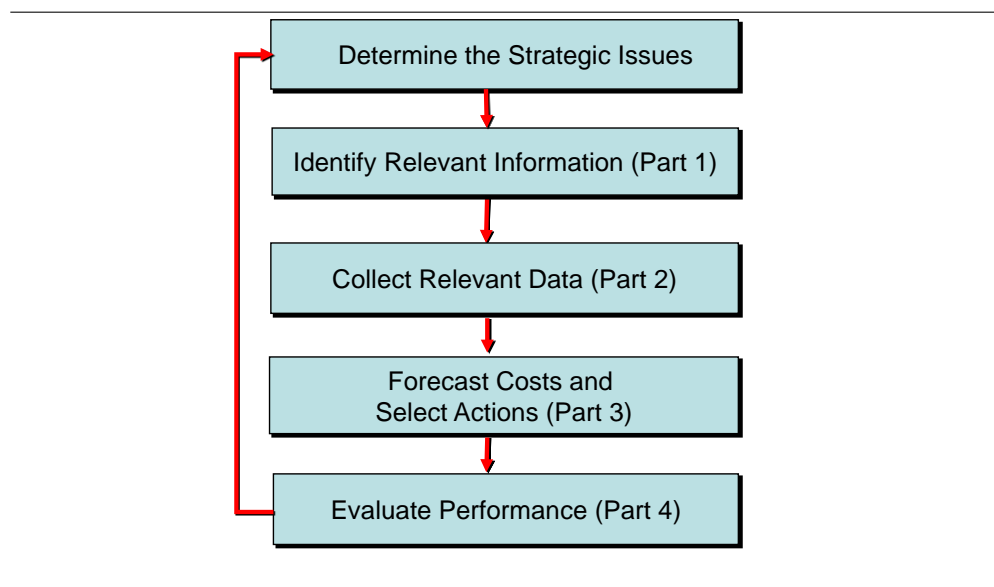 Determine the Strategic Issues
Identify Relevant Information (Part 1)
Collect Relevant Data (Part 2)
Forecast Costs and
Select Actions (Part 3)
Evaluate Performance (Part 4)